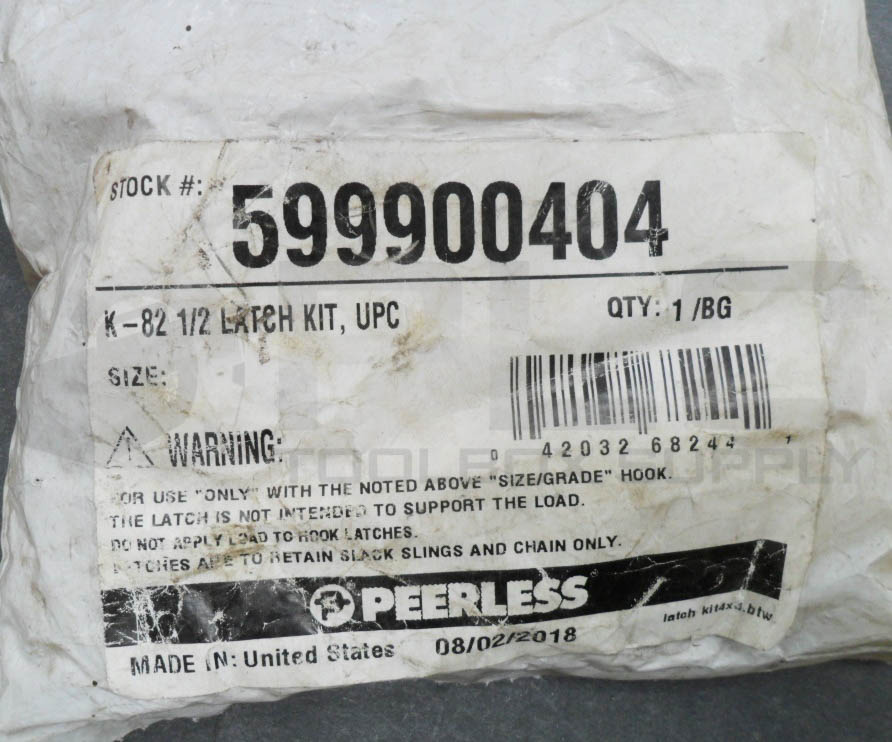 STOCK #: 599900404
K-82 1/2 LATCH KIT, UPC QTY: 1 /BG
SIZE:
0 42032 68244 1
WARNING:
FOR USE "ONLY" WITH THE NOTED ABOVE "SIZE/GRADE" HOOK.
THE LATCH IS NOT INTENDED TO SUPPORT THE LOAD.
DO NOT APPLY LOAD TO HOOK LATCHES.
LATCHES ARE TO RETAIN SLACK SLINGS AND CHAIN ONLY.
PEERLESS
latch kit4x4.btw
MADE IN: United States 08/02/2018
TOOLBOX SUPPLY